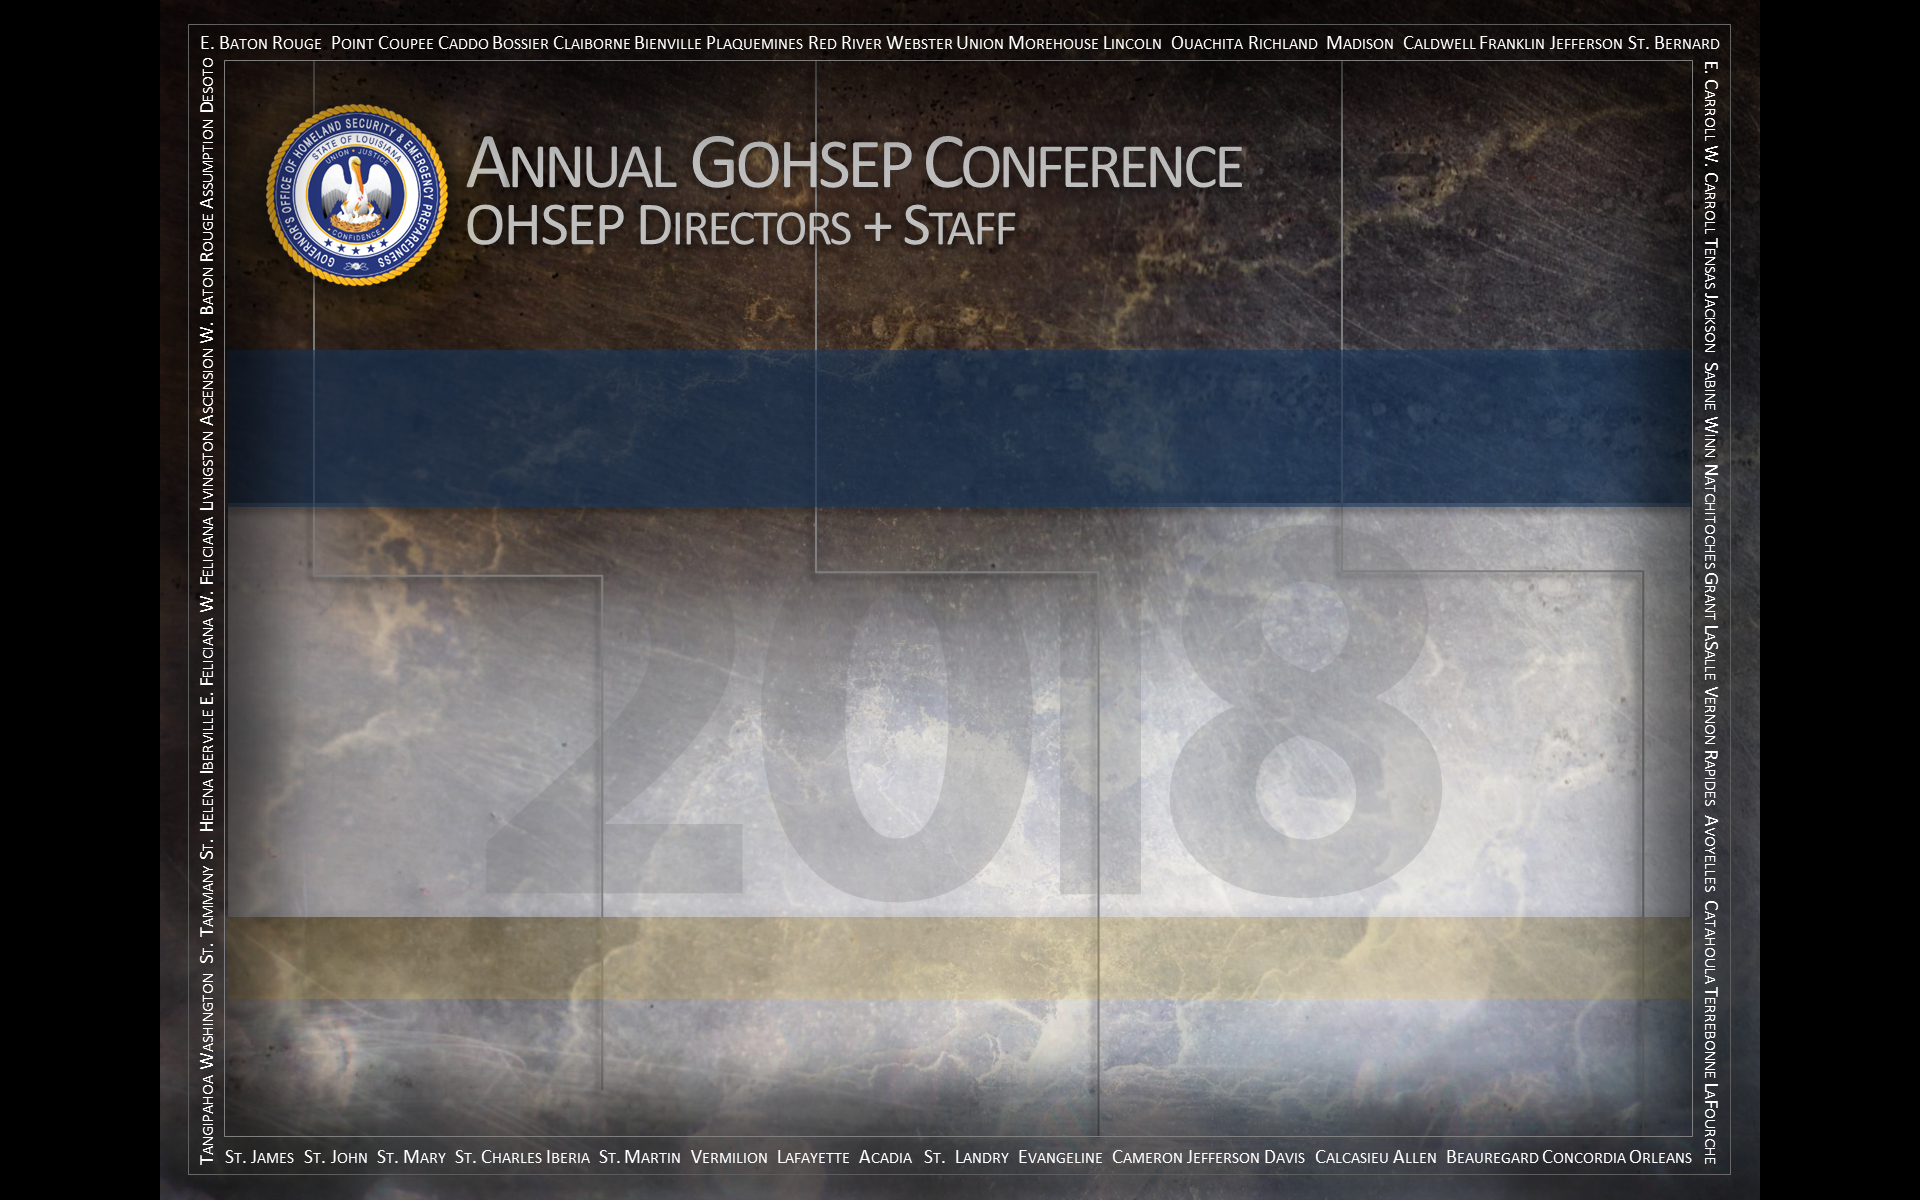 E. BATON ROUGE POINT COUPEE CADDO BOSSIER CLAIBORNE BIENVILLE PLAQUEMINES RED RIVER WEBSTER UNION MOREHOUSE LINCOLN OUACHITA RICHLAND MADISON CALDWELL FRANKLIN JEFFERSON ST. BERNARD
TANGIPAHOA WASHINGTON ST. TAMMANY ST. HELENA IBERVILLE E. FELICIANA W. FELICIANA LIVINGSTON ASCENSION W. BATON ROUGE ASSUMPTION DESOTO
GOVERNOR'S OFFICE OF HOMELAND SECURITY & EMERGENCY PREPAREDNESS
STATE OF LOUISIANA
UNION • JUSTICE
• CONFIDENCE •
ANNUAL GOHSEP CONFERENCE
OHSEP DIRECTORS + STAFF
2018
E. CARROLL W. CARROLL TENSAS JACKSON SABINE WINN NATCHITOCHES GRANT LASALLE VERNON RAPIDES AVOYELLES CATAHOULA TERREBONNE LAFOURCHE
ST. JAMES ST. JOHN ST. MARY ST. CHARLES IBERIA ST. MARTIN VERMILION LAFAYETTE ACADIA ST. LANDRY EVANGELINE CAMERON JEFFERSON DAVIS CALCASIEU ALLEN BEAUREGARD CONCORDIA ORLEANS